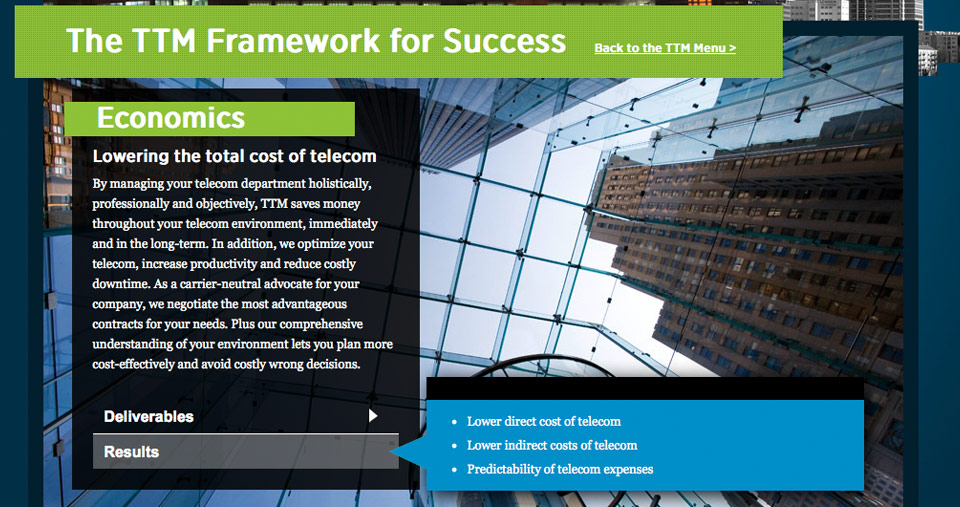 The TTM Framework for Success
Back to the TTM Menu >
Economics
Lowering the total cost of telecom
By managing your telecom department holistically,
professionally and objectively, TTM saves money
throughout your telecom environment, immediately
and in the long-term. In addition, we optimize your
telecom, increase productivity and reduce costly
downtime. As a carrier-neutral advocate for your
company, we negotiate the most advantageous
contracts for your needs. Plus our comprehensive
understanding of your environment lets you plan more
cost-effectively and avoid costly wrong decisions.
Deliverables
Results
• Lower direct cost of telecom
• Lower indirect costs of telecom
• Predictability of telecom expenses